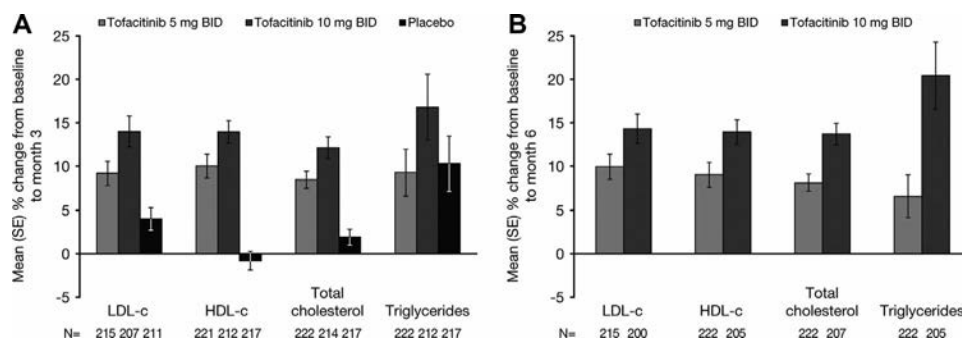 A
Tofacitinib 5 mg BID Tofacitinib 10 mg BID Placebo
Mean (SE) % change from baseline
to month 3
25
20
15
10
5
0
-5
LDL-c HDL-c Total cholesterol Triglycerides
N= 215 207 211 221 212 217 222 214 217 222 212 217
B
Tofacitinib 5 mg BID Tofacitinib 10 mg BID
Mean (SE) % change from baseline
to month 6
25
20
15
10
5
0
-5
LDL-c HDL-c Total cholesterol Triglycerides
N= 215 200 222 205 222 207 222 205